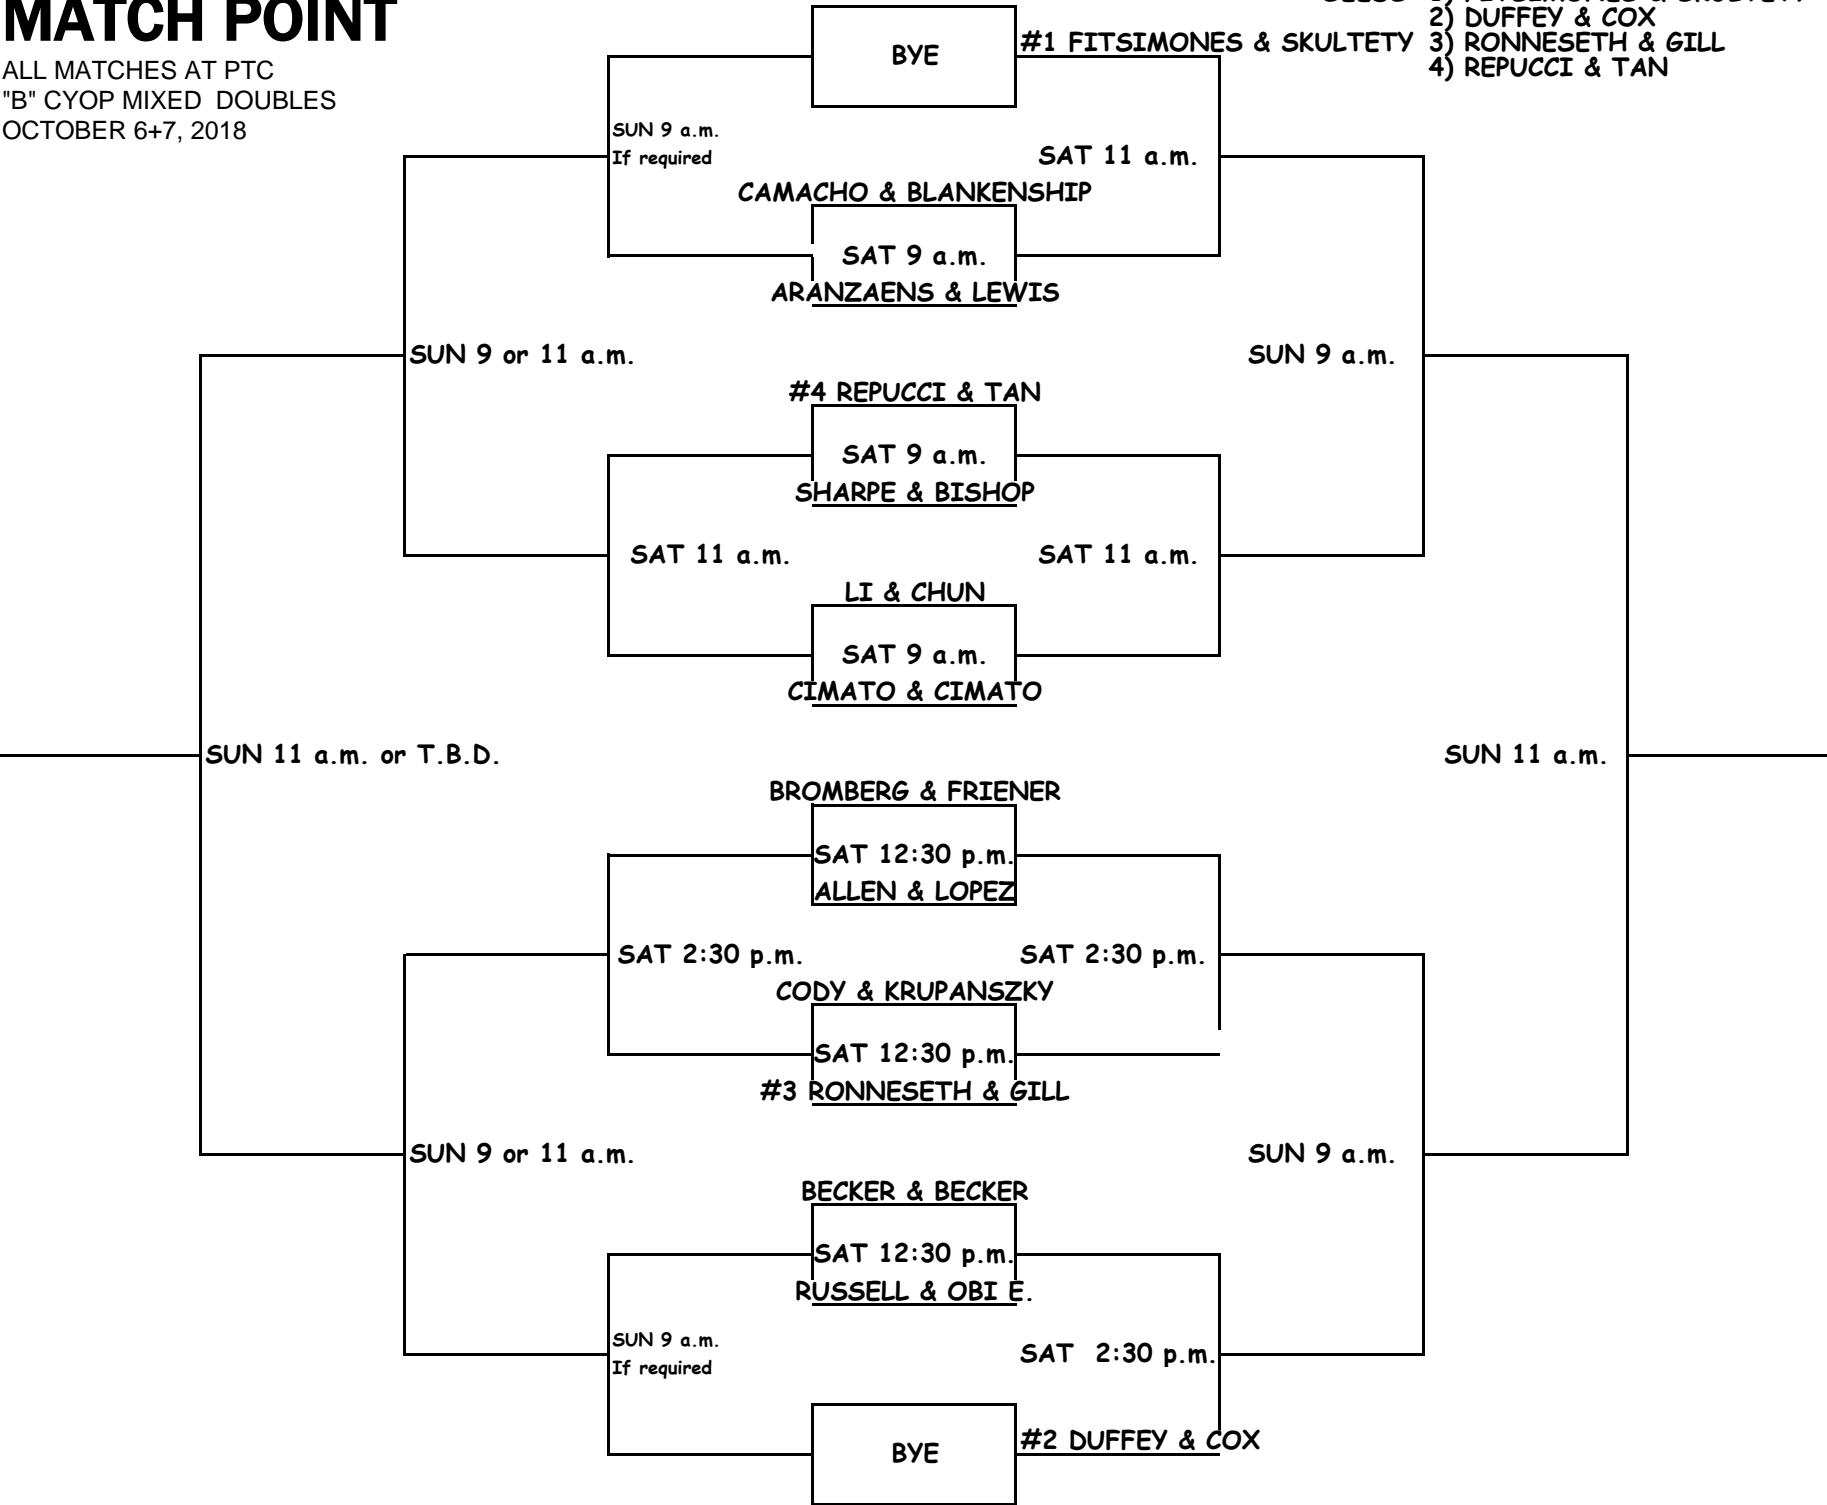 MATCH POINT
ALL MATCHES AT PTC
"B" CYOP MIXED DOUBLES
OCTOBER 6+7, 2018
1) FITSIMONES & SKULTETY
2) DUFFEY & COX
3) RONNESETH & GILL
4) REPUCCI & TAN
BYE
#1 FITSIMONES & SKULTETY
SUN 9 a.m.
If required
SAT 11 a.m.
CAMACHO & BLANKENSHIP
SAT 9 a.m.
ARANZAENS & LEWIS
SUN 9 or 11 a.m.
SUN 9 a.m.
#4 REPUCCI & TAN
SAT 9 a.m.
SHARPE & BISHOP
SAT 11 a.m.
SAT 11 a.m.
LI & CHUN
SAT 9 a.m.
CIMATO & CIMATO
SUN 11 a.m. or T.B.D.
SUN 11 a.m.
BROMBERG & FRIENER
SAT 12:30 p.m.
ALLEN & LOPEZ
SAT 2:30 p.m.
SAT 2:30 p.m.
CODY & KRUPANSZKY
SAT 12:30 p.m.
#3 RONNESETH & GILL
SUN 9 or 11 a.m.
SUN 9 a.m.
BECKER & BECKER
SAT 12:30 p.m.
RUSSELL & OBI E.
SUN 9 a.m.
If required
SAT 2:30 p.m.
BYE
#2 DUFFEY & COX